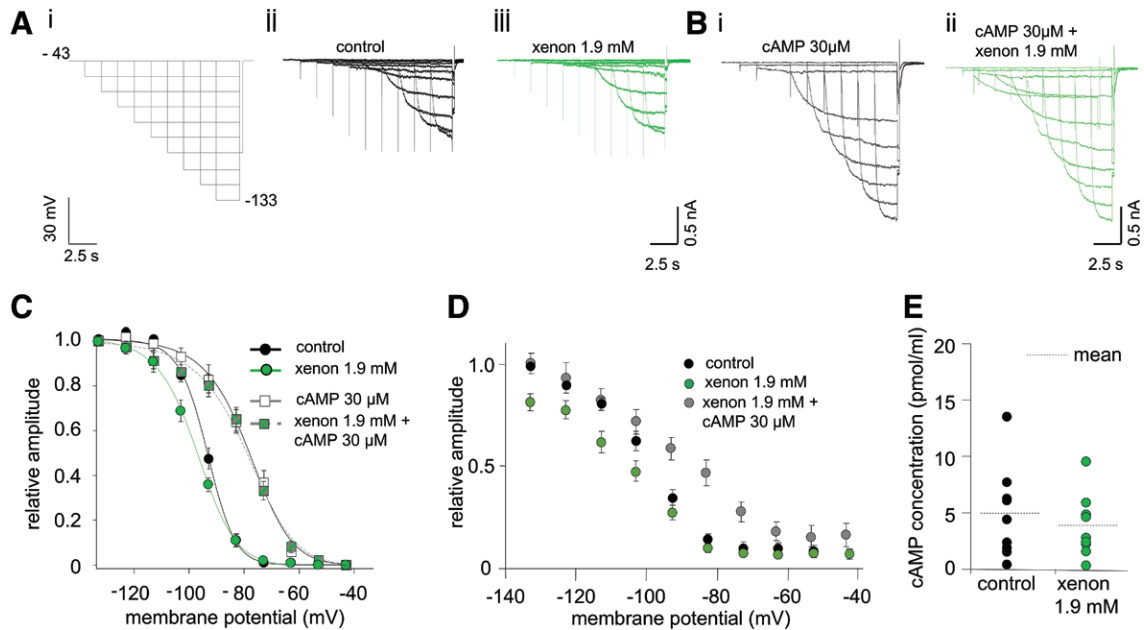 A
i
- 43
-133
30 mV
2.5 s
ii
control
iii
xenon 1.9 mM
0.5 nA
2.5 s
B
i
cAMP 30µM
ii
cAMP 30µM +
xenon 1.9 mM
0.5 nA
2.5 s
C
relative amplitude
1.0
0.8
0.6
0.4
0.2
0
-120 -100 -80 -60 -40
membrane potential (mV)
control
xenon 1.9 mM
cAMP 30 µM
xenon 1.9 mM +
cAMP 30 µM
D
relative amplitude
1.0
0.5
0
-140 -120 -100 -80 -60 -40
membrane potential (mV)
control
xenon 1.9 mM
xenon 1.9 mM +
cAMP 30 µM
E
cAMP concentration (pmol/ml)
20
15
10
5
0
mean
control
xenon
1.9 mM